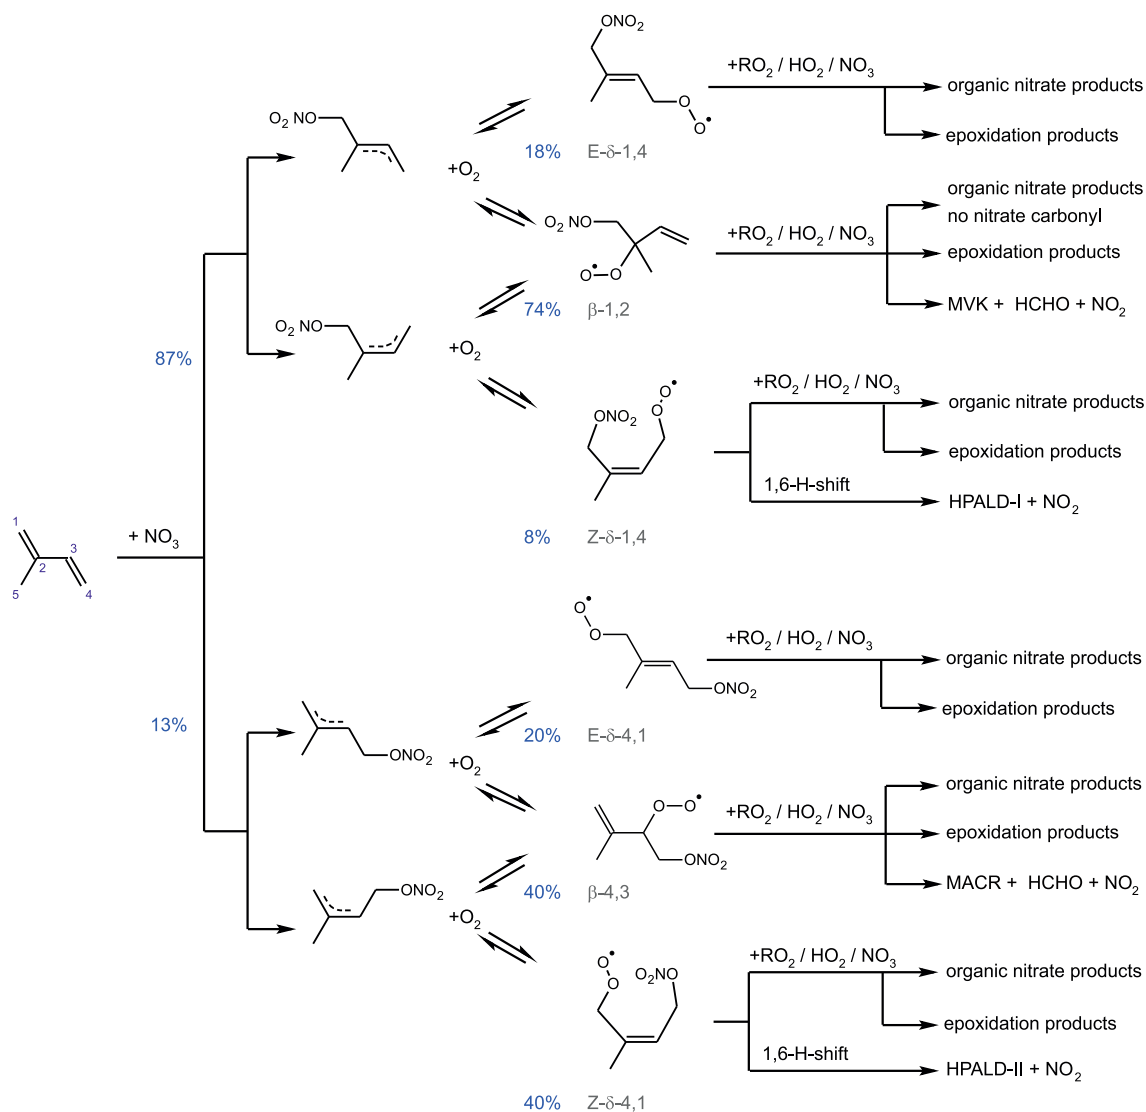 ONO₂
+RO₂ / HO₂ / NO₃
organic nitrate products
O₂ NO
O
O•
epoxidation products
18% E-δ-1,4
+O₂
organic nitrate products
no nitrate carbonyl
O₂ NO
+RO₂ / HO₂ / NO₃
epoxidation products
O•
O
MVK + HCHO + NO₂
74% β-1,2
O₂ NO
+O₂
87%
+RO₂ / HO₂ / NO₃
O•
O
organic nitrate products
ONO₂
epoxidation products
1,6-H-shift
HPALD-I + NO₂
8% Z-δ-1,4
+ NO₃
1
2
3
4
5
O•
O
+RO₂ / HO₂ / NO₃
organic nitrate products
ONO₂
epoxidation products
13%
20% E-δ-4,1
ONO₂
+O₂
organic nitrate products
O–O•
+RO₂ / HO₂ / NO₃
epoxidation products
ONO₂
MACR + HCHO + NO₂
40% β-4,3
ONO₂
+O₂
+RO₂ / HO₂ / NO₃
O•
O
O₂NO
organic nitrate products
epoxidation products
1,6-H-shift
HPALD-II + NO₂
40% Z-δ-4,1